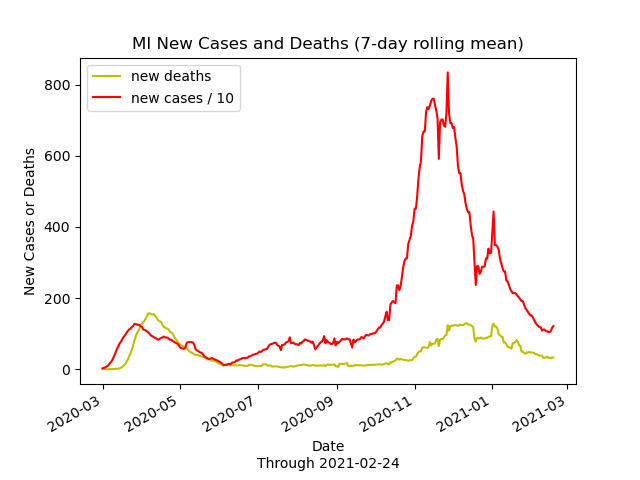 MI New Cases and Deaths (7-day rolling mean)
new deaths
new cases / 10
800
600
400
200
0
New Cases or Deaths
2020-03
2020-05
2020-07
2020-09
2020-11
2021-01
2021-03
Date
Through 2021-02-24